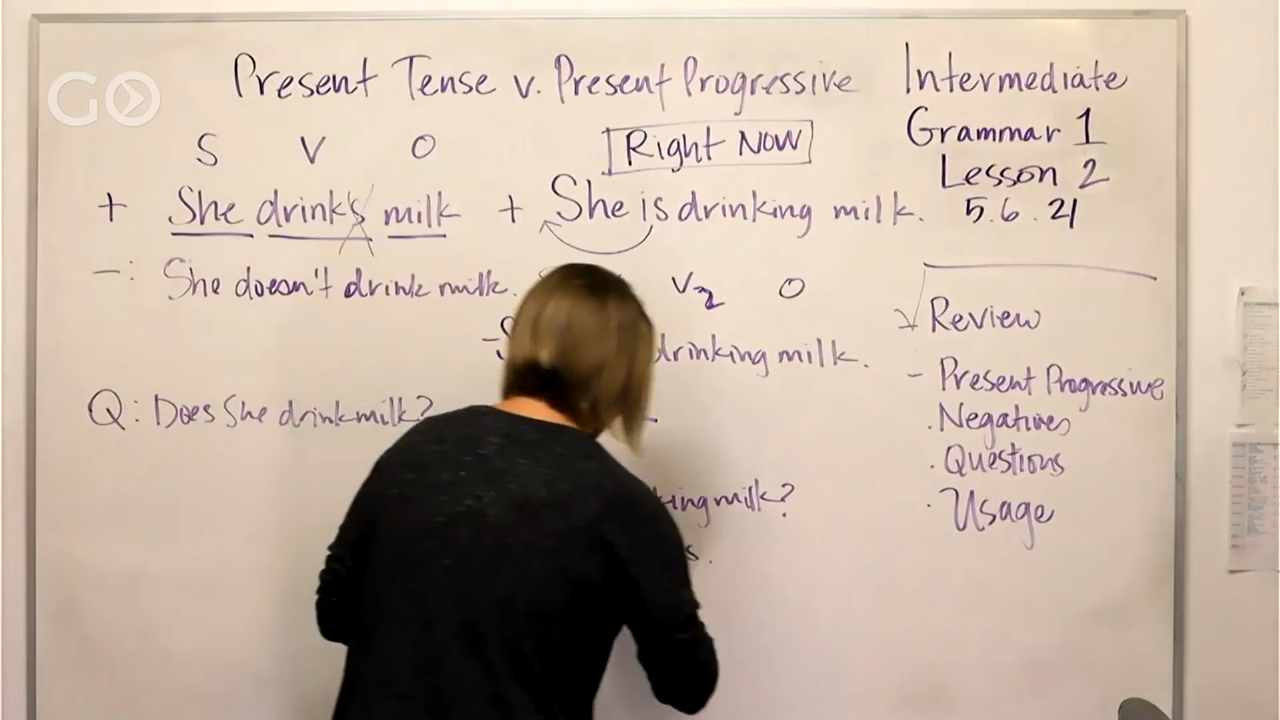 GO
Present Tense v. Present Progressive
Intermediate
Grammar 1
Lesson 2
5.6.21
S V O
Right Now
+ She drinks milk
+ She is drinking milk.
-: She doesn't drink milk.
V2 O
drinking milk.
Q: Does She drink milk?
milk?
Review
- Present Progressive
. Negatives
. Questions
. Usage